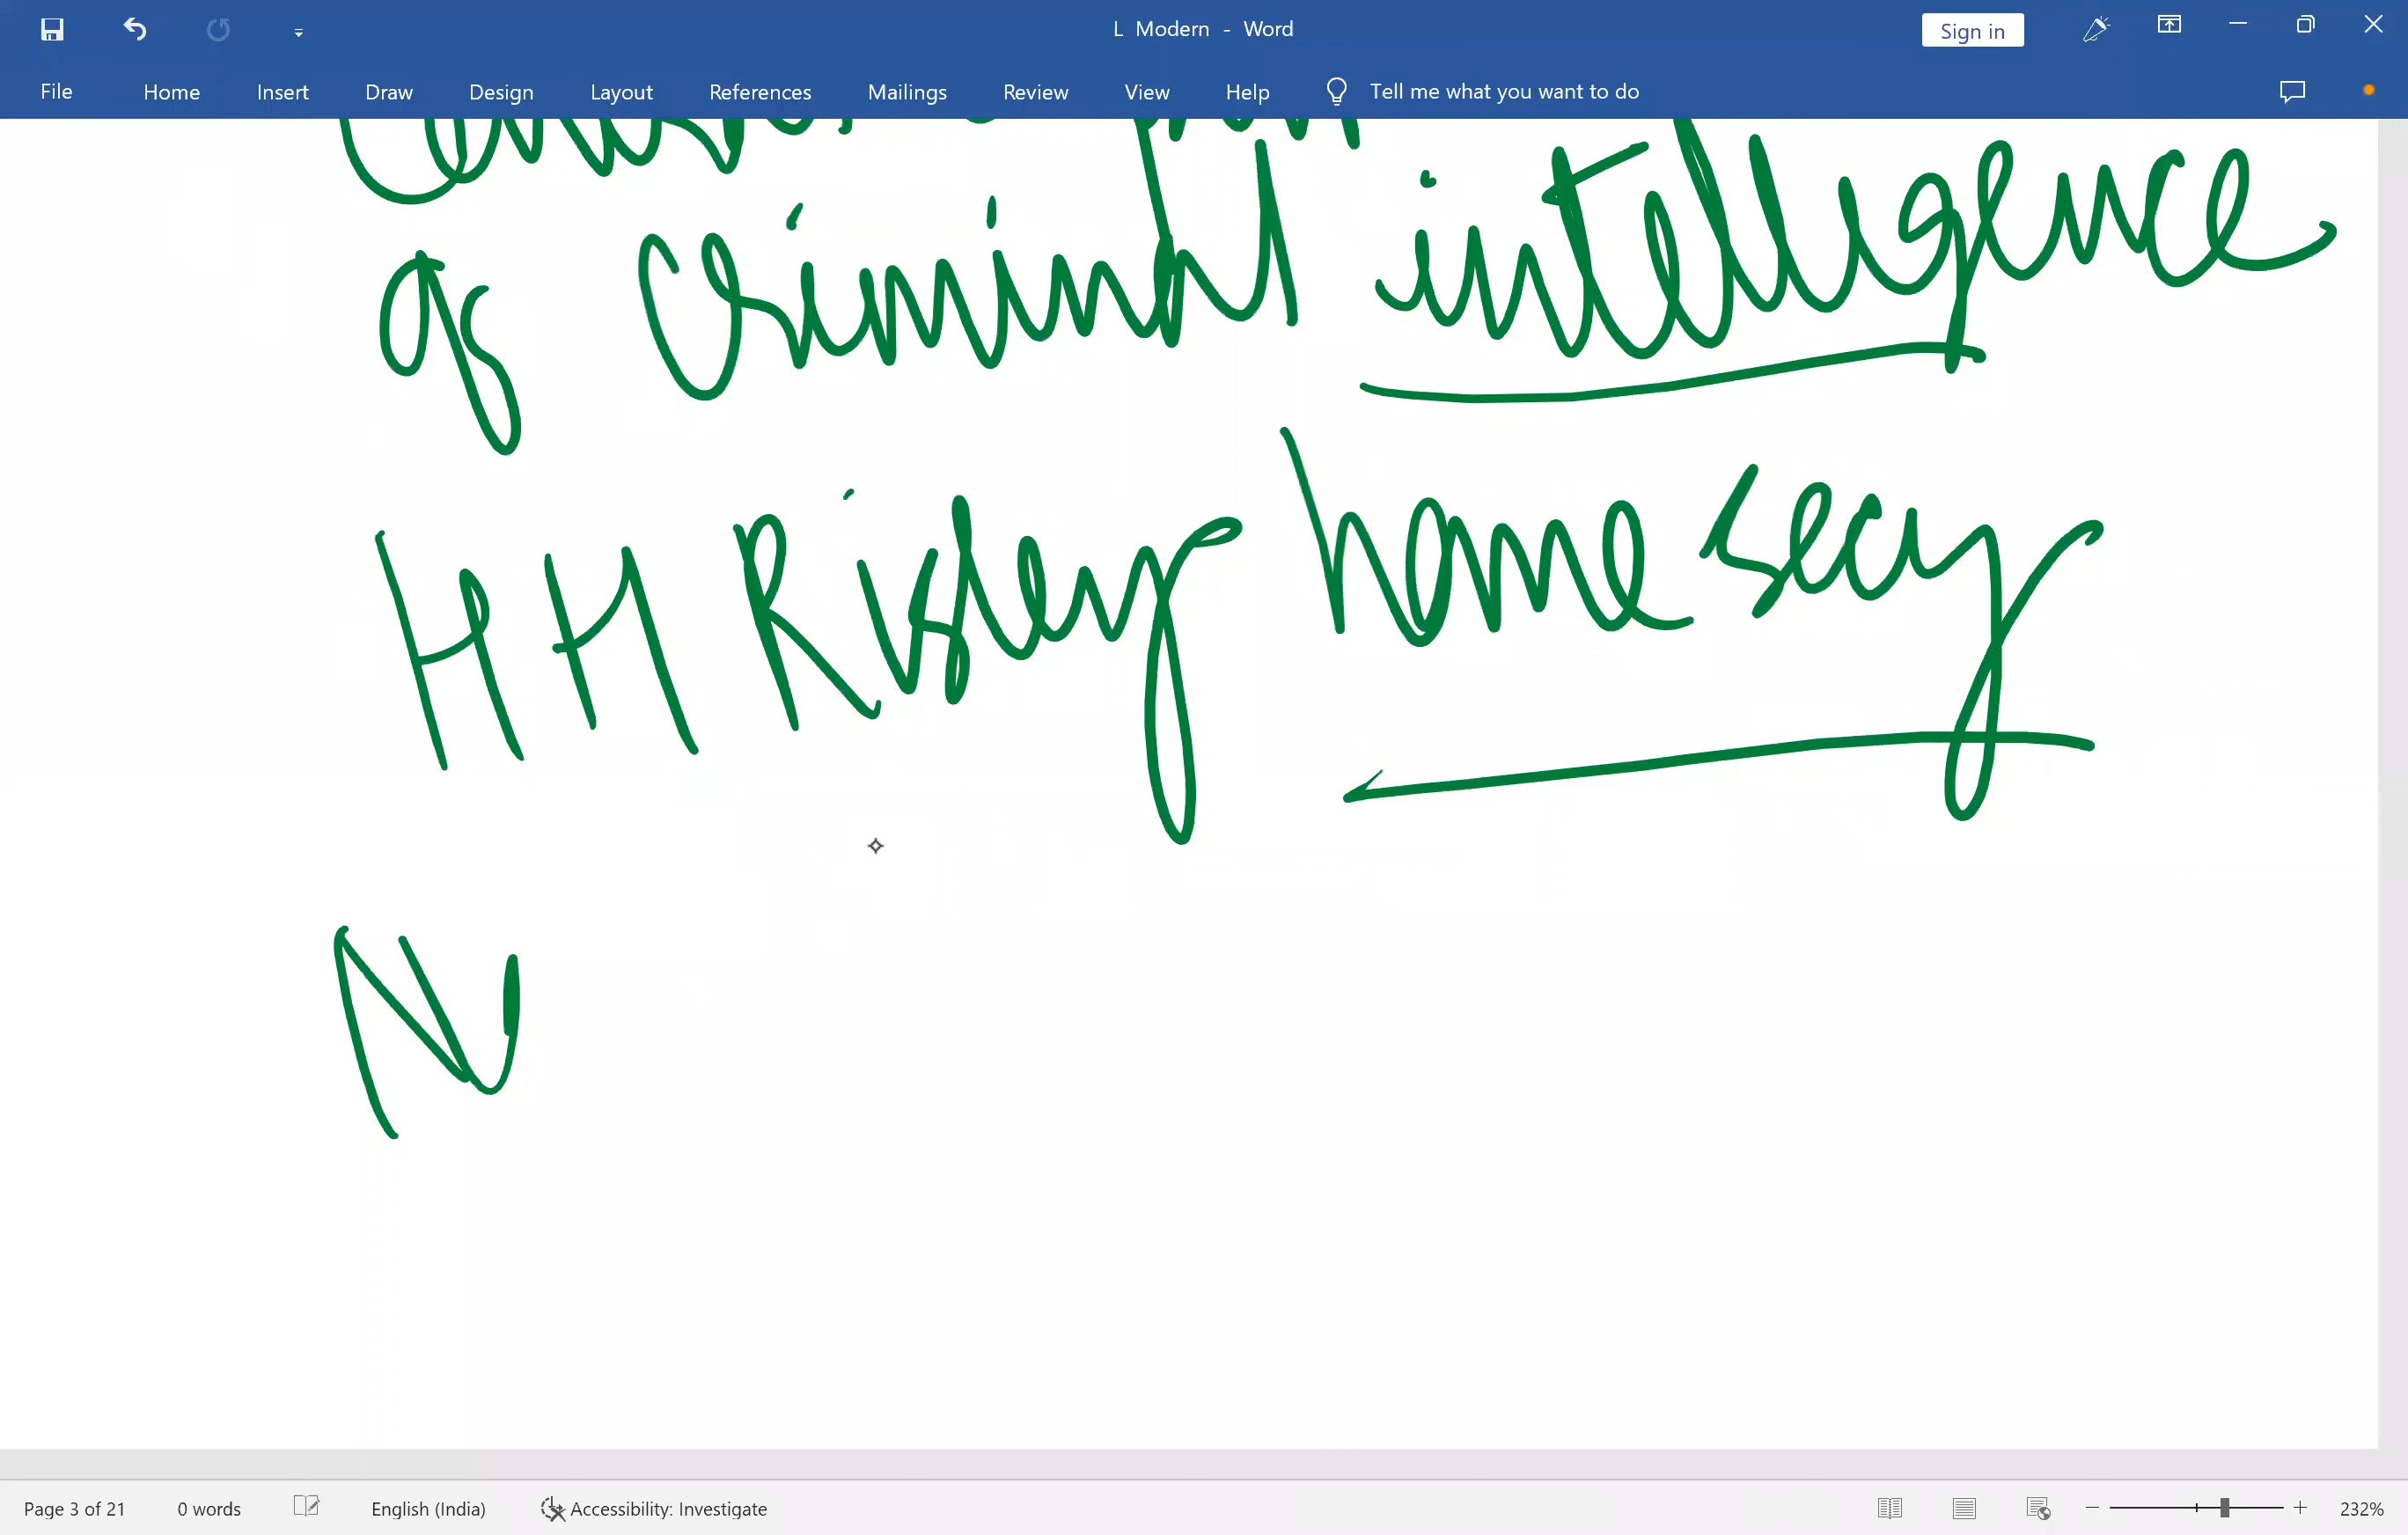 L Modern - Word
Sign in
File Home Insert Draw Design Layout References Mailings Review View Help Tell me what you want to do
of Criminal intelligence
H H Risley home secy
N
Page 3 of 21 0 words English (India) Accessibility: Investigate 232%